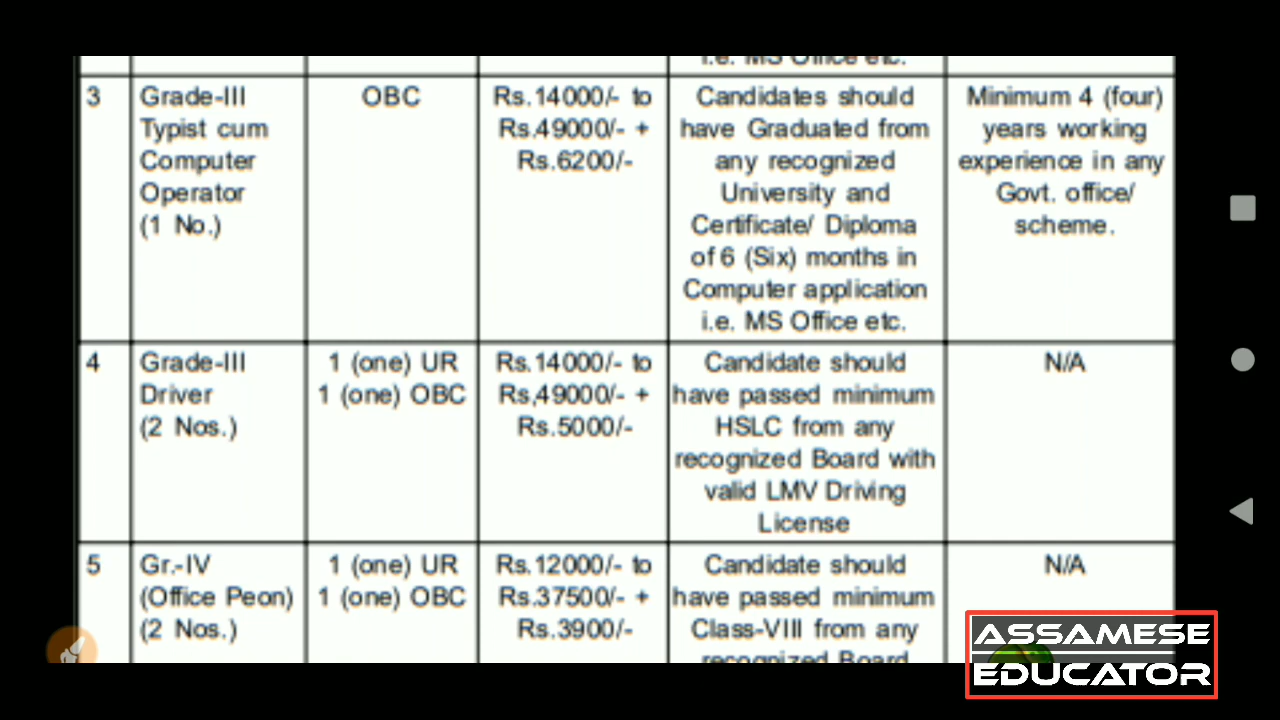 i.e. MS Office etc.
3
Grade-III
Typist cum
Computer
Operator
(1 No.)
OBC
Rs.14000/- to
Rs.49000/- +
Rs.6200/-
Candidates should
have Graduated from
any recognized
University and
Certificate/ Diploma
of 6 (Six) months in
Computer application
i.e. MS Office etc.
Minimum 4 (four)
years working
experience in any
Govt. office/
scheme.
4
Grade-III
Driver
(2 Nos.)
1 (one) UR
1 (one) OBC
Rs.14000/- to
Rs,49000/- +
Rs.5000/-
Candidate should
have passed minimum
HSLC from any
recognized Board with
valid LMV Driving
License
N/A
5
Gr.-IV
(Office Peon)
(2 Nos.)
1 (one) UR
1 (one) OBC
Rs.12000/- to
Rs.37500/- +
Rs.3900/-
Candidate should
have passed minimum
Class-VIII from any
recognized Board
N/A
ASSAMESE
EDUCATOR